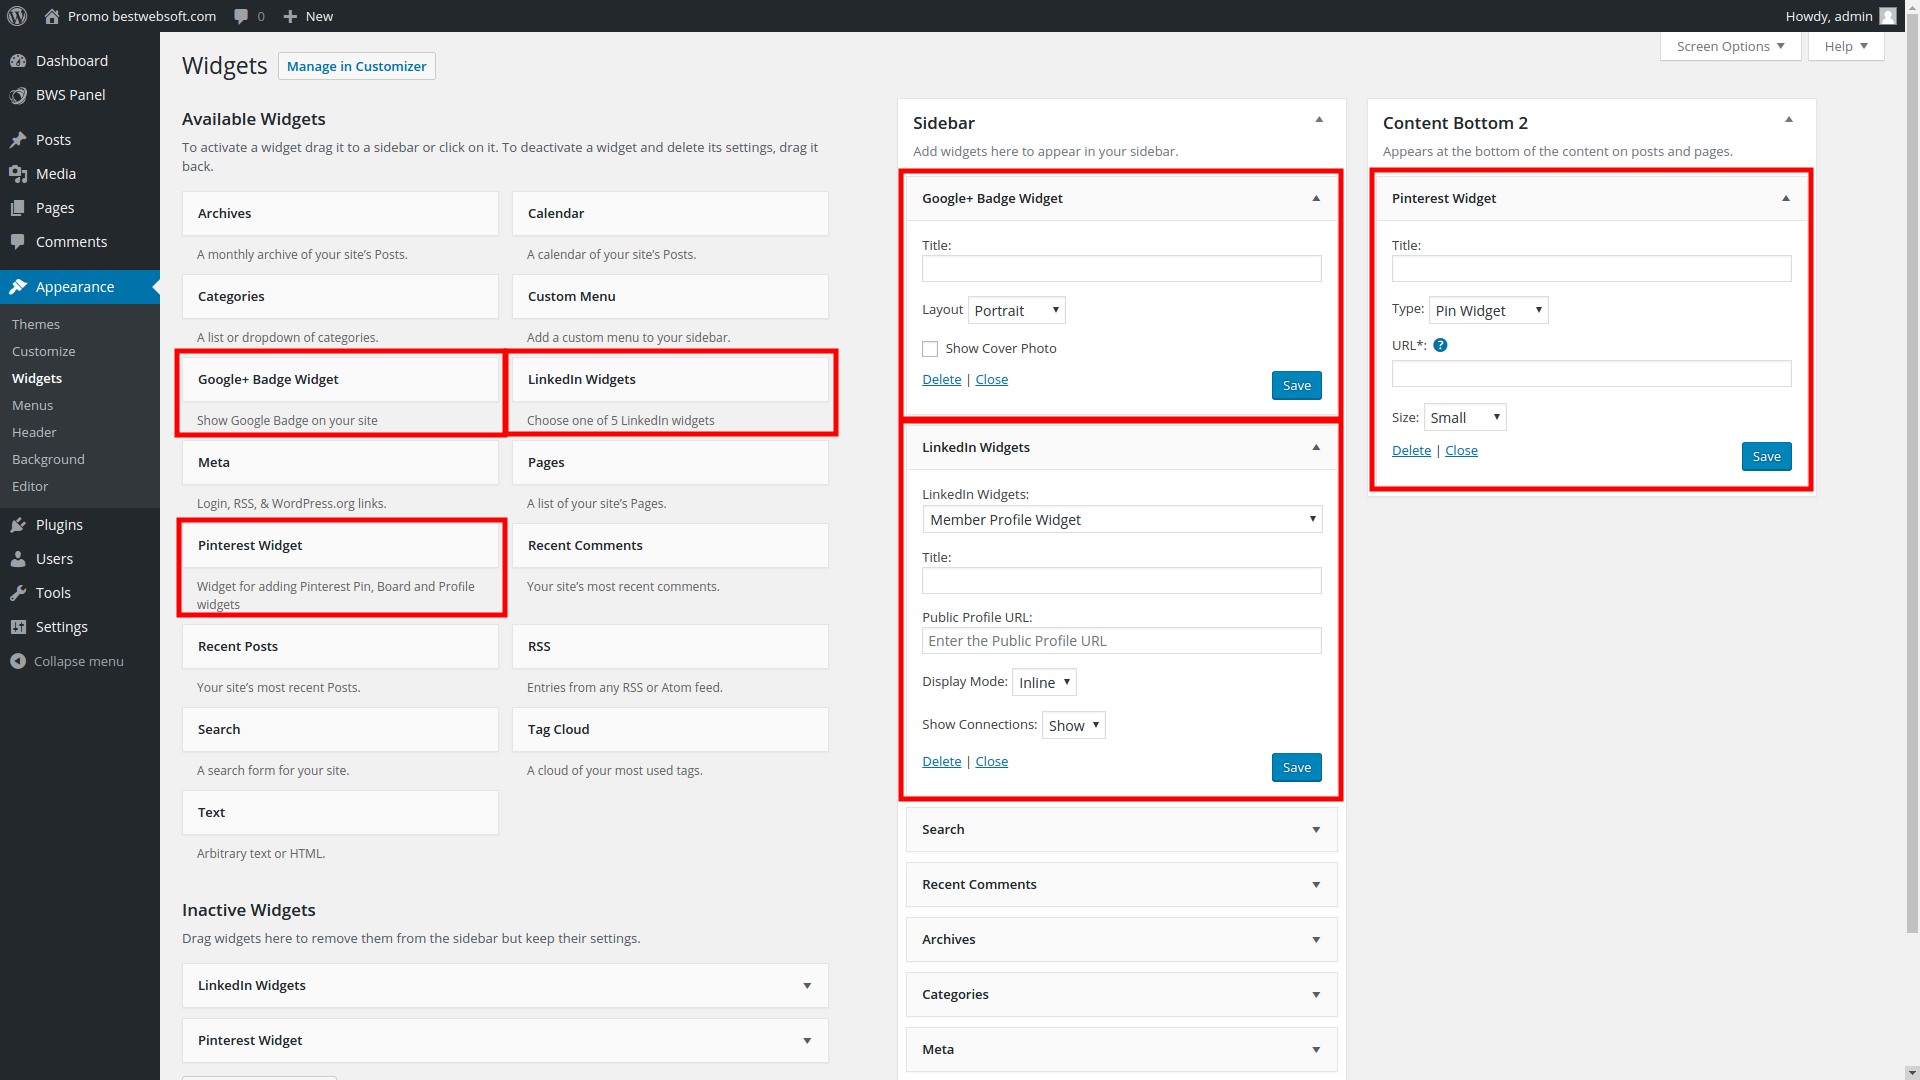 Promo bestwebsoft.com
0
New
Howdy, admin
Dashboard
BWS Panel
Posts
Media
Pages
Comments
Appearance
Themes
Customize
Widgets
Menus
Header
Background
Editor
Plugins
Users
Tools
Settings
Collapse menu
Screen Options
Help
Widgets
Manage in Customizer
Available Widgets
To activate a widget drag it to a sidebar or click on it. To deactivate a widget and delete its settings, drag it
back.
Archives
A monthly archive of your site’s Posts.
Calendar
A calendar of your site’s Posts.
Categories
A list or dropdown of categories.
Custom Menu
Add a custom menu to your sidebar.
Google+ Badge Widget
Show Google Badge on your site
LinkedIn Widgets
Choose one of 5 LinkedIn widgets
Meta
Login, RSS, & WordPress.org links.
Pages
A list of your site’s Pages.
Pinterest Widget
Widget for adding Pinterest Pin, Board and Profile
widgets
Recent Comments
Your site’s most recent comments.
Recent Posts
Your site’s most recent Posts.
RSS
Entries from any RSS or Atom feed.
Search
A search form for your site.
Tag Cloud
A cloud of your most used tags.
Text
Arbitrary text or HTML.
Inactive Widgets
Drag widgets here to remove them from the sidebar but keep their settings.
LinkedIn Widgets
Pinterest Widget
Sidebar
Add widgets here to appear in your sidebar.
Google+ Badge Widget
Title:
Layout Portrait
Show Cover Photo
Delete | Close
Save
LinkedIn Widgets
LinkedIn Widgets:
Member Profile Widget
Title:
Public Profile URL:
Enter the Public Profile URL
Display Mode: Inline
Show Connections: Show
Delete | Close
Save
Search
Recent Comments
Archives
Categories
Meta
Content Bottom 2
Appears at the bottom of the content on posts and pages.
Pinterest Widget
Title:
Type: Pin Widget
URL*: ?
Size: Small
Delete | Close
Save